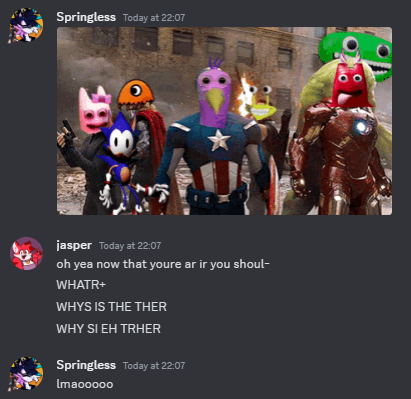 Springless Today at 22:07
jasper Today at 22:07
oh yea now that youre ar ir you shoul-
WHATR+
WHYS IS THE THER
WHY SI EH TRHER
Springless Today at 22:07
lmaooooo